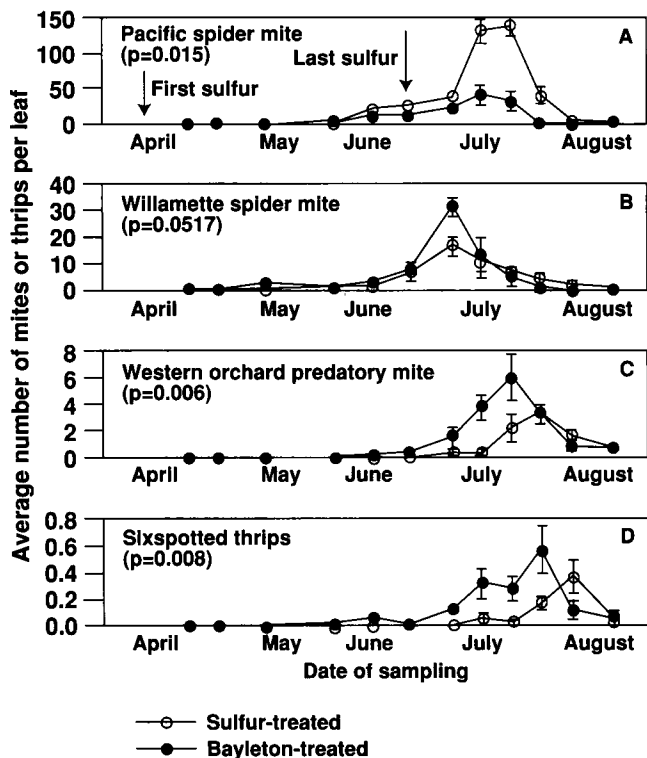 Average number of mites or thrips per leaf
150
100
50
0
Pacific spider mite
(p=0.015)
A
First sulfur
Last sulfur
April May June July August
40
30
20
10
0
Willamette spider mite
(p=0.0517)
B
April May June July August
8
6
4
2
0
Western orchard predatory mite
(p=0.006)
C
April May June July August
0.8
0.6
0.4
0.2
0.0
Sixspotted thrips
(p=0.008)
D
April May June July August
Date of sampling
Sulfur-treated
Bayleton-treated